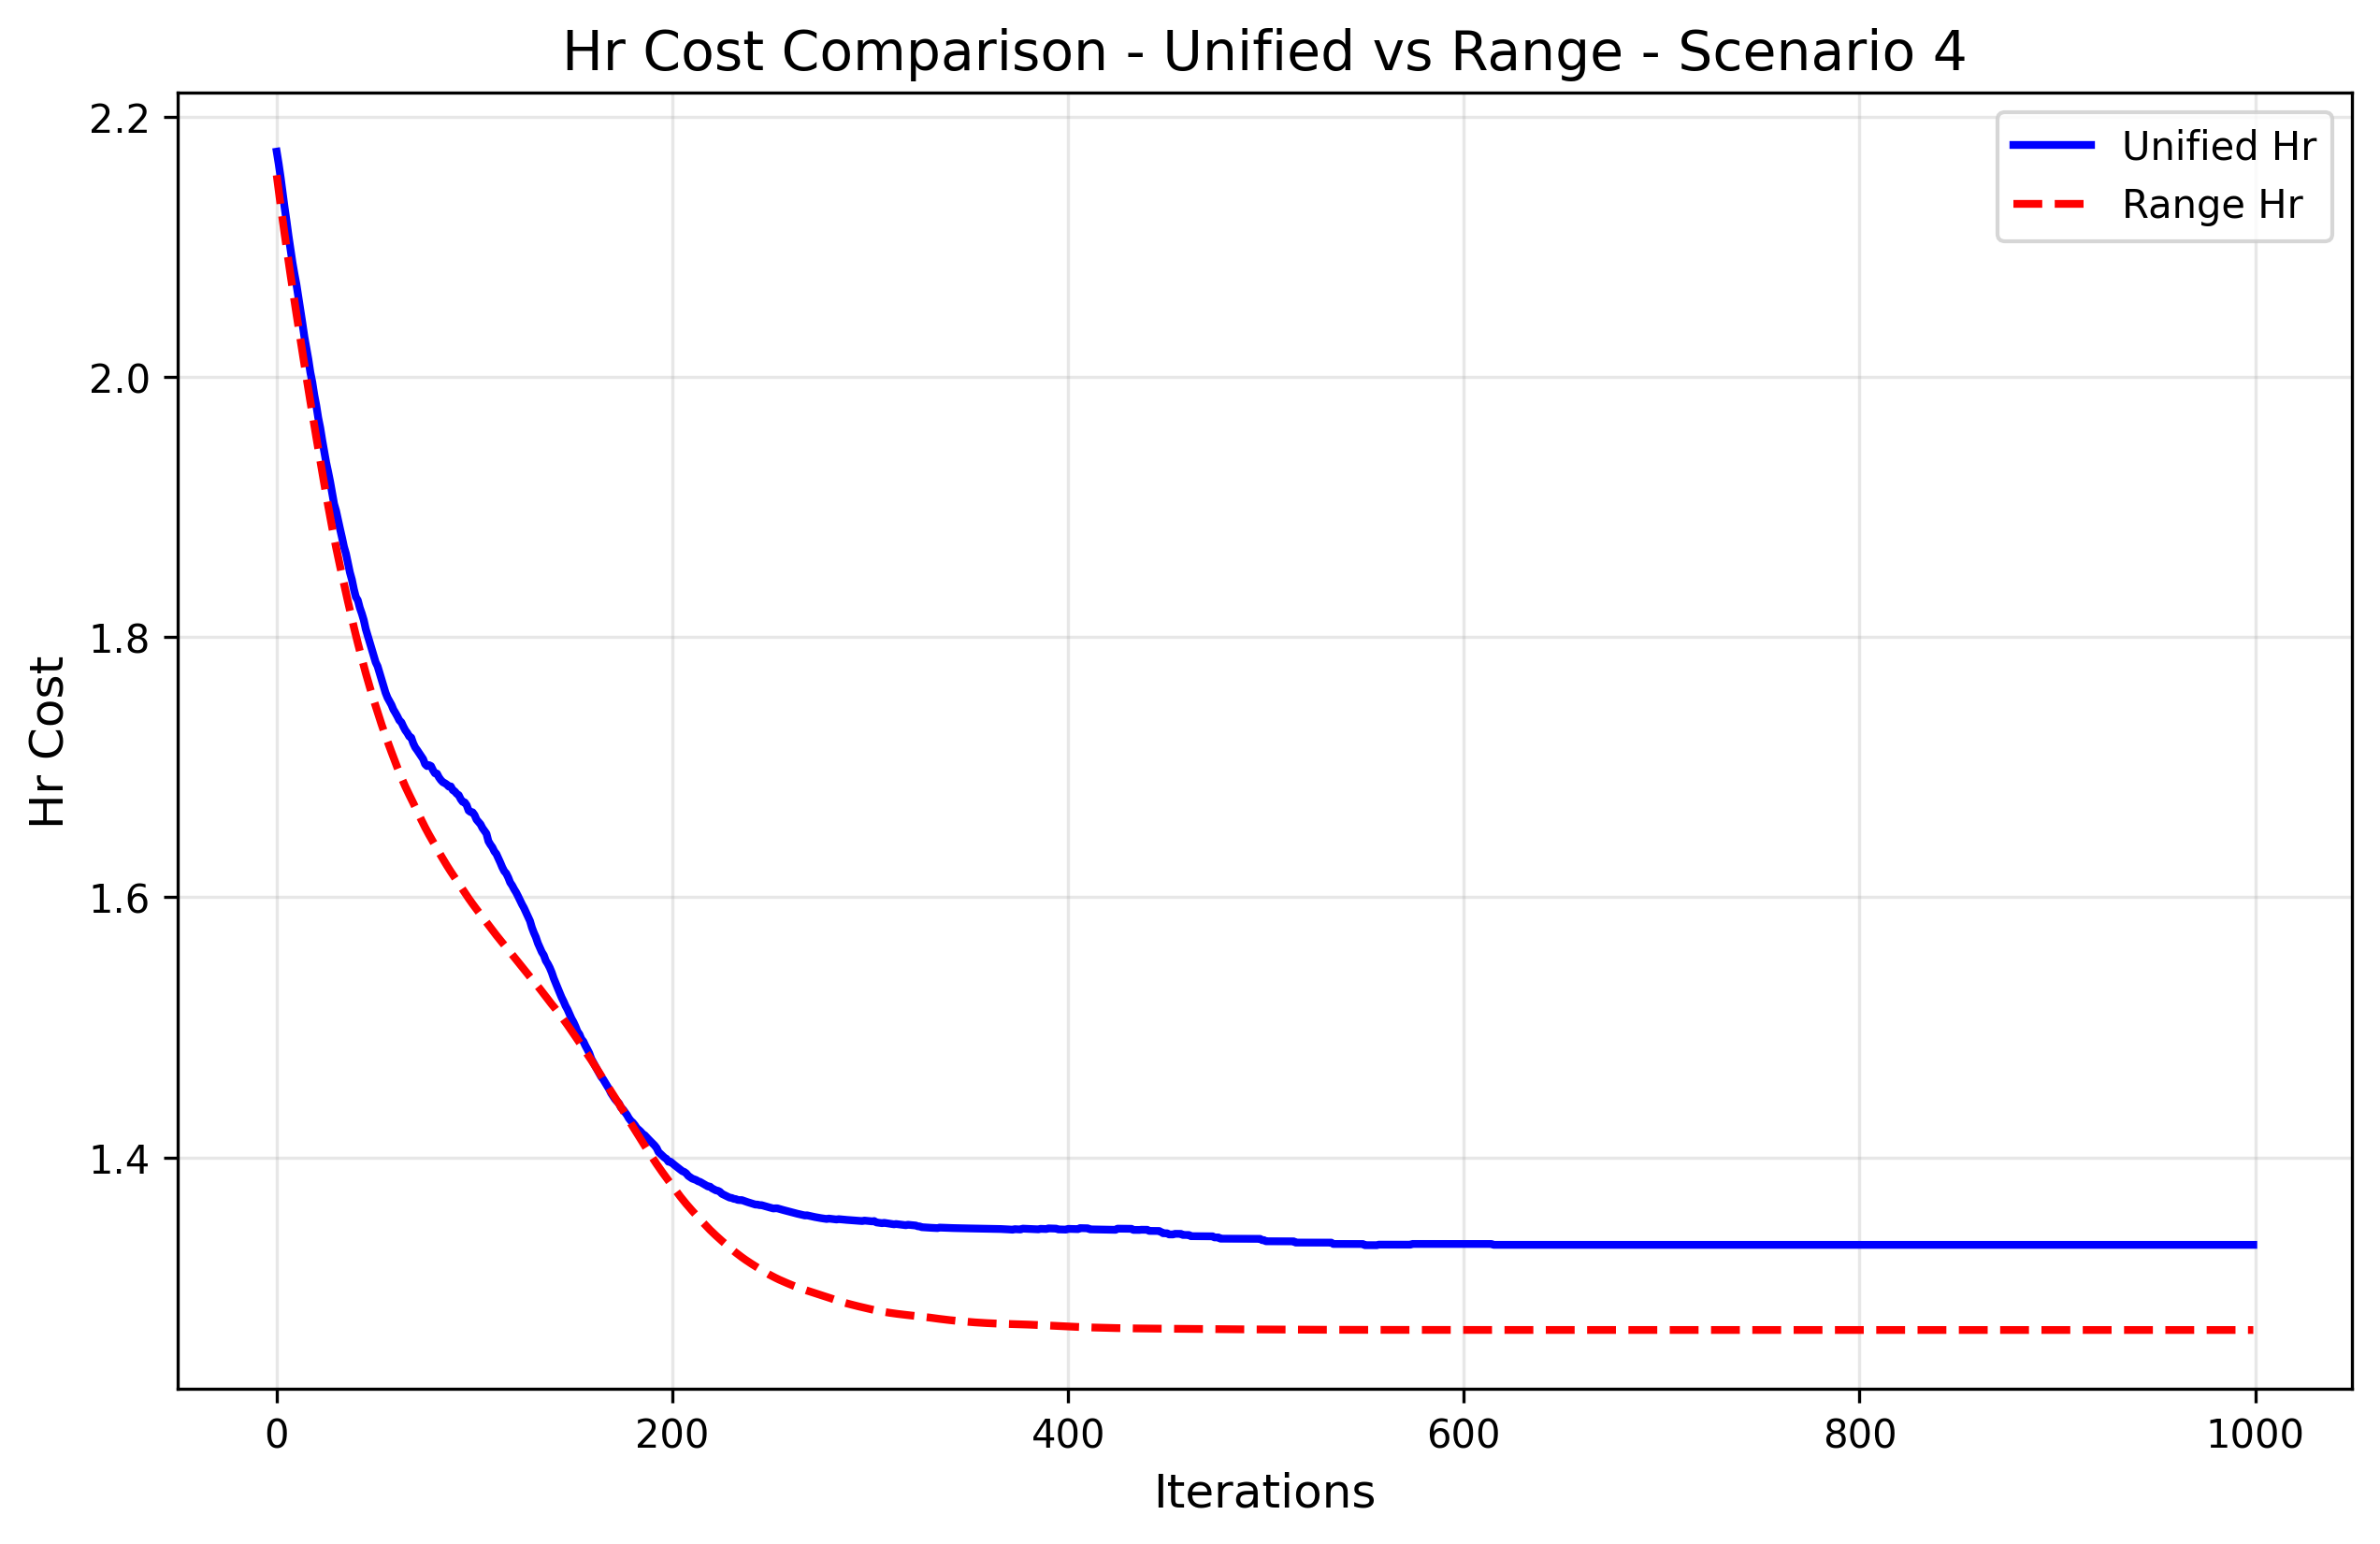 Hr Cost Comparison - Unified vs Range - Scenario 4
Unified Hr
Range Hr
Hr Cost
2.2
2.0
1.8
1.6
1.4
0
200
400
600
800
1000
Iterations